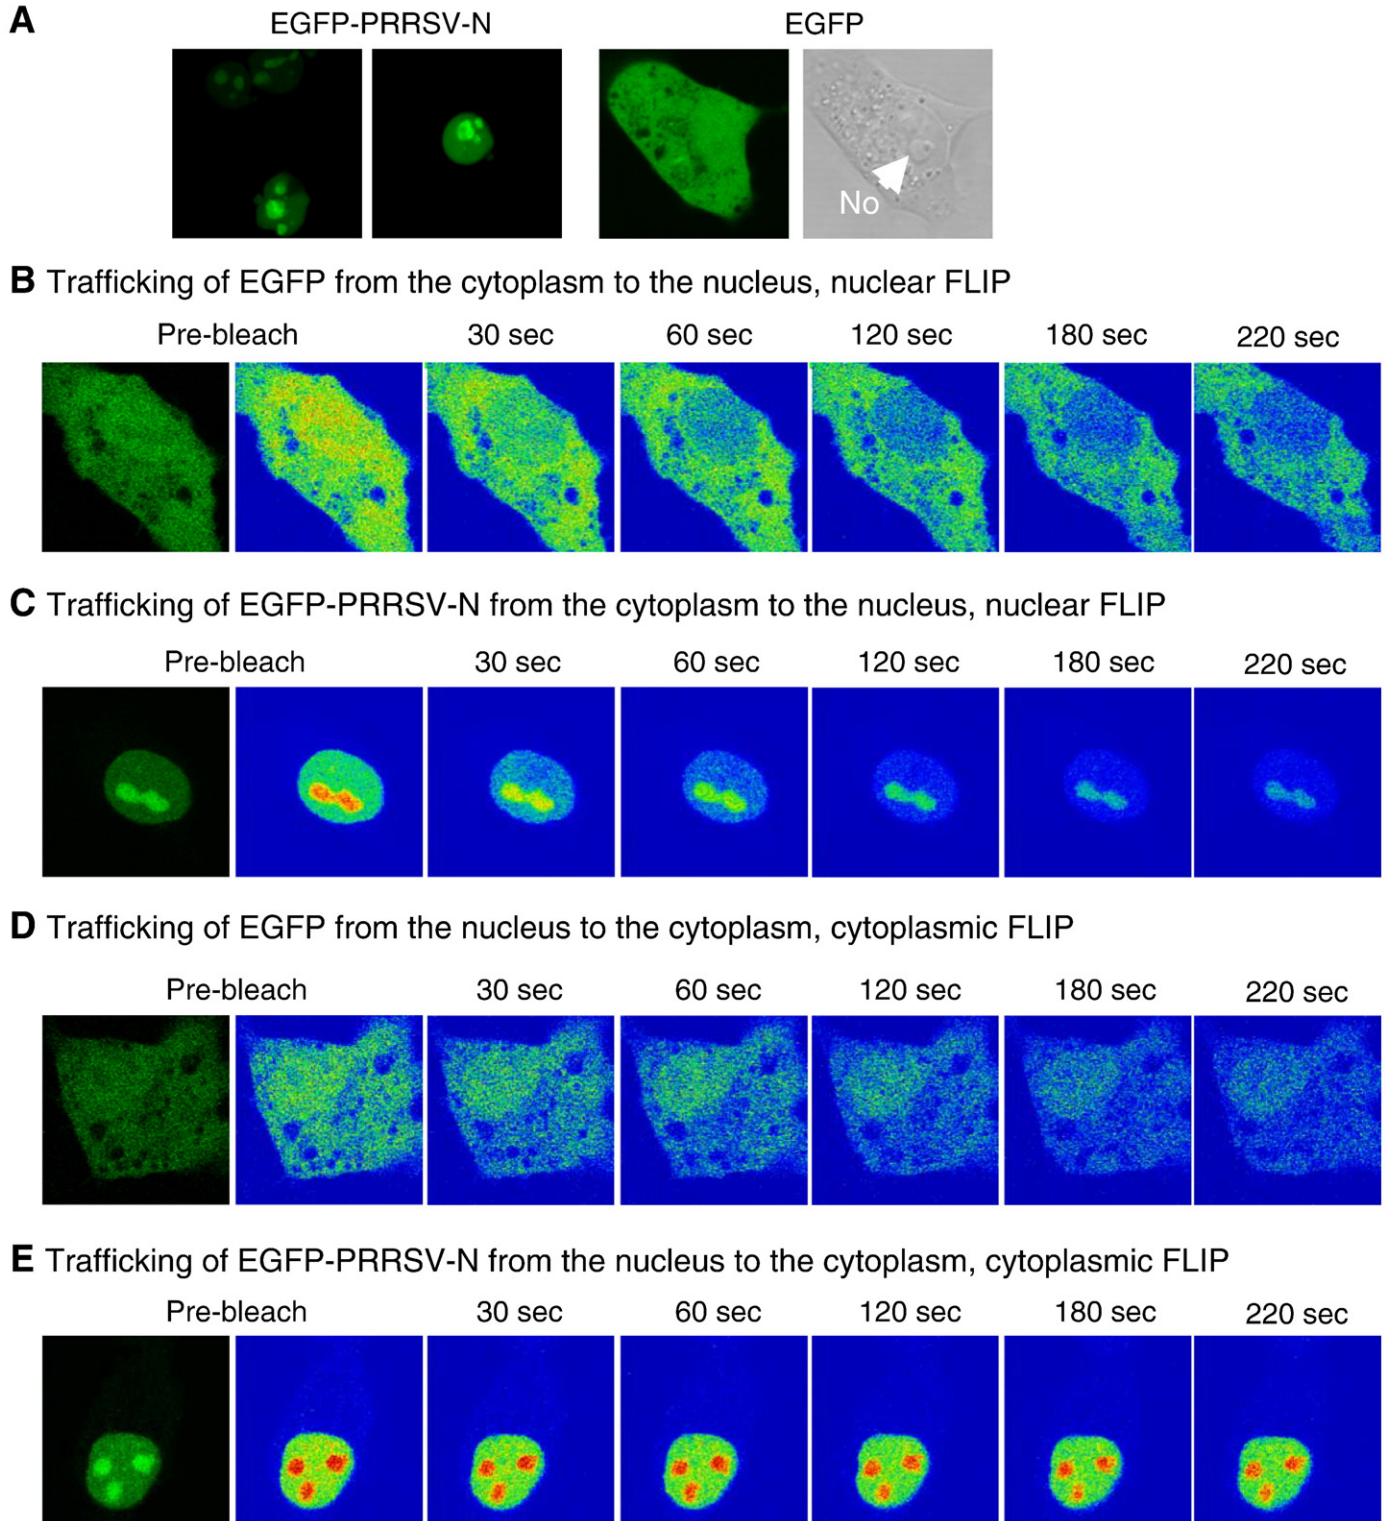 A
EGFP-PRRSV-N EGFP
No
B Trafficking of EGFP from the cytoplasm to the nucleus, nuclear FLIP
Pre-bleach 30 sec 60 sec 120 sec 180 sec 220 sec
C Trafficking of EGFP-PRRSV-N from the cytoplasm to the nucleus, nuclear FLIP
Pre-bleach 30 sec 60 sec 120 sec 180 sec 220 sec
D Trafficking of EGFP from the nucleus to the cytoplasm, cytoplasmic FLIP
Pre-bleach 30 sec 60 sec 120 sec 180 sec 220 sec
E Trafficking of EGFP-PRRSV-N from the nucleus to the cytoplasm, cytoplasmic FLIP
Pre-bleach 30 sec 60 sec 120 sec 180 sec 220 sec